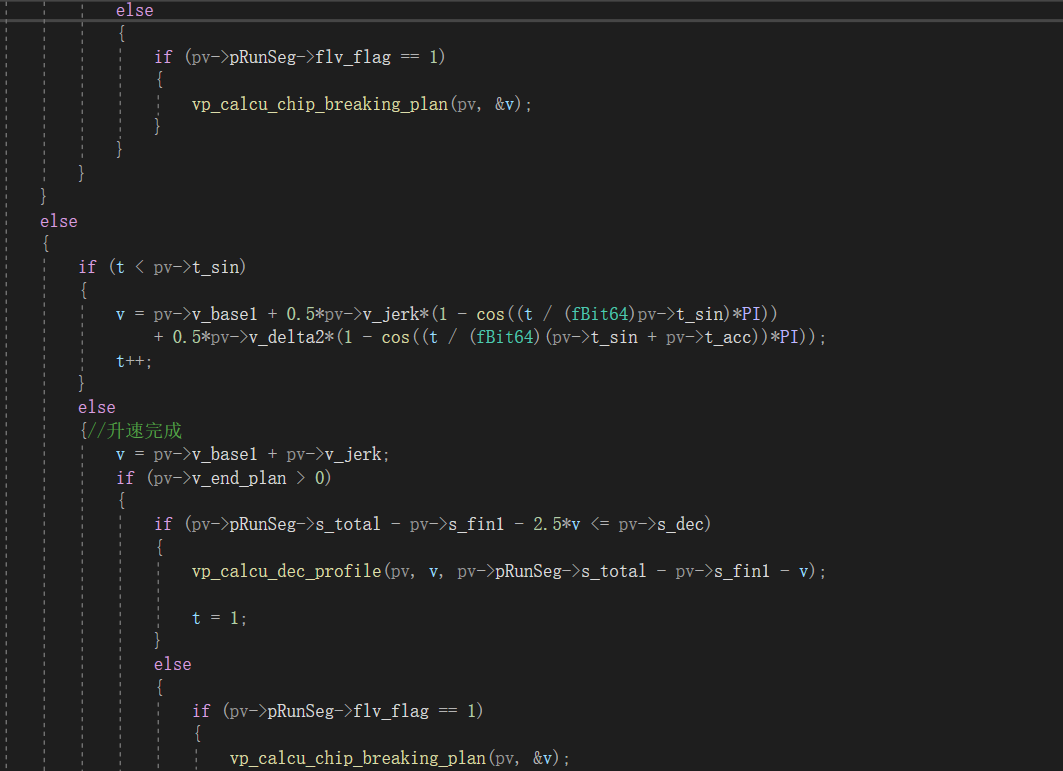 else
{
if (pv->pRunSeg->flv_flag == 1)
{
vp_calcu_chip_breaking_plan(pv, &v);
}
}
}
}
else
{
if (t < pv->t_sin)
{
v = pv->v_base1 + 0.5*pv->v_jerk*(1 - cos((t / (fBit64)pv->t_sin)*PI))
+ 0.5*pv->v_delta2*(1 - cos((t / (fBit64)(pv->t_sin + pv->t_acc))*PI));
t++;
}
else
{//升速完成
v = pv->v_base1 + pv->v_jerk;
if (pv->v_end_plan > 0)
{
if (pv->pRunSeg->s_total - pv->s_fin1 - 2.5*v <= pv->s_dec)
{
vp_calcu_dec_profile(pv, v, pv->pRunSeg->s_total - pv->s_fin1 - v);
t = 1;
}
else
{
if (pv->pRunSeg->flv_flag == 1)
{
vp_calcu_chip_breaking_plan(pv, &v);